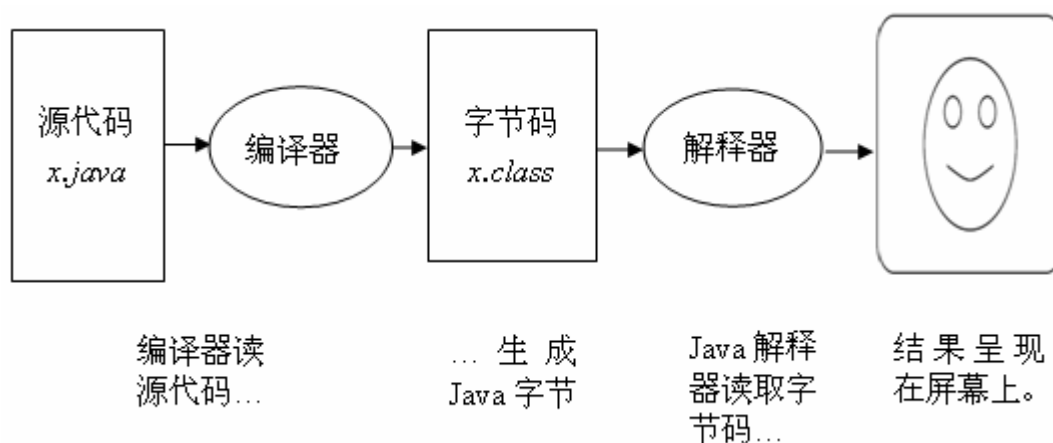 源代码
x.java
编译器
字节码
x.class
解释器
编译器读
源代码…
… 生 成
Java 字节
Java 解释
器读取字
节码…
结 果 呈 现
在屏幕上。